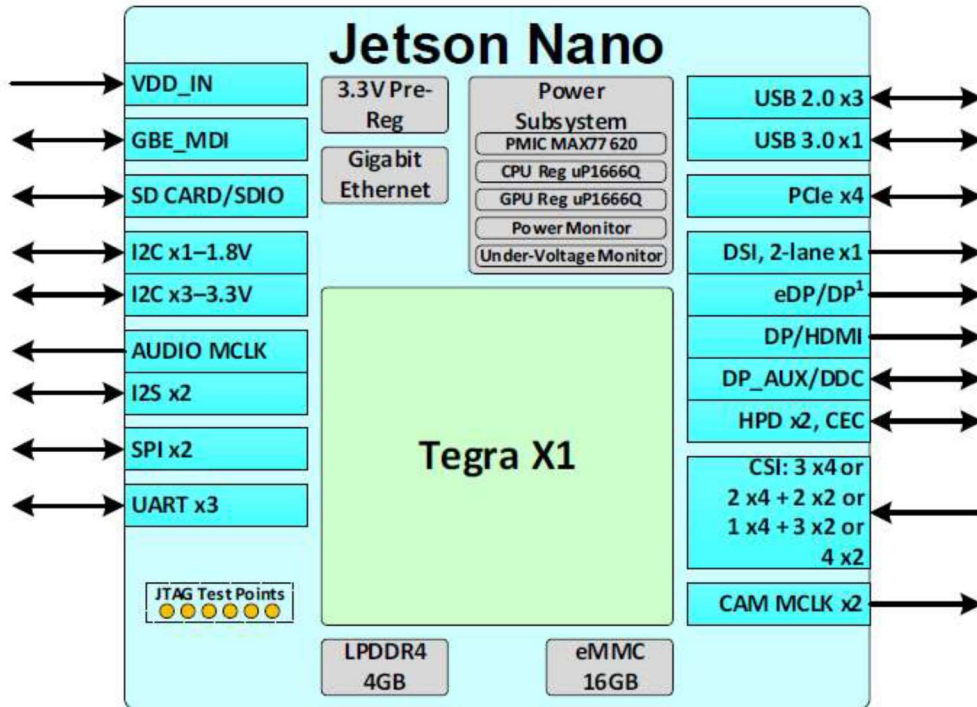 Jetson Nano
VDD_IN
GBE_MDI
SD CARD/SDIO
I2C x1–1.8V
I2C x3–3.3V
AUDIO MCLK
I2S x2
SPI x2
UART x3
JTAG Test Points
3.3V Pre-
Reg
Gigabit
Ethernet
Power
Subsystem
PMIC MAX77620
CPU Reg uP1666Q
GPU Reg uP1666Q
Power Monitor
Under-Voltage Monitor
Tegra X1
LPDDR4
4GB
eMMC
16GB
USB 2.0 x3
USB 3.0 x1
PCIe x4
DSI, 2-lane x1
eDP/DP¹
DP/HDMI
DP_AUX/DDC
HPD x2, CEC
CSI: 3 x4 or
2 x4 + 2 x2 or
1 x4 + 3 x2 or
4 x2
CAM MCLK x2